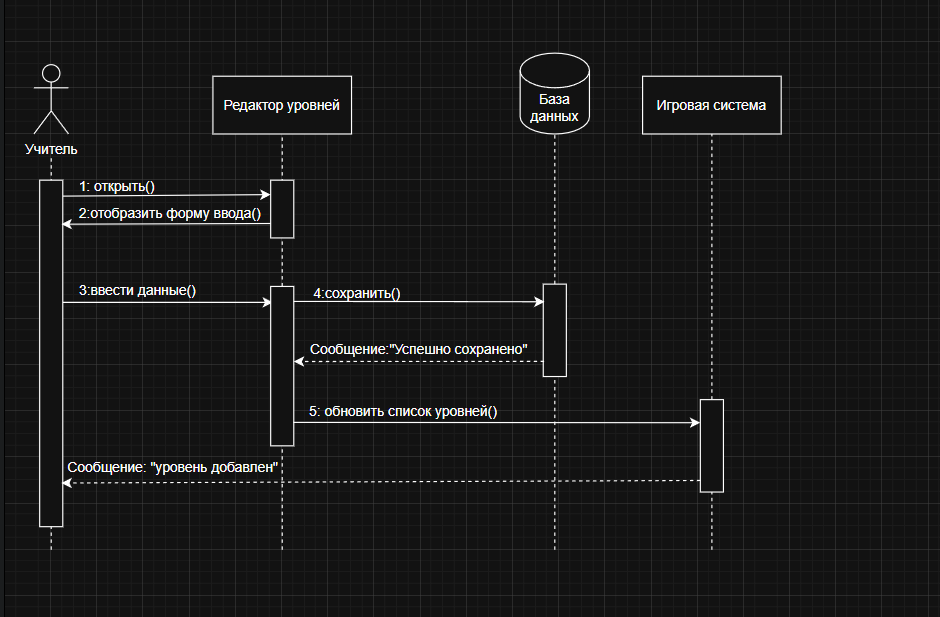 Учитель
Редактор уровней
База
данных
Игровая система
1: открыть()
2:отобразить форму ввода()
3:ввести данные()
4:сохранить()
Сообщение:"Успешно сохранено"
5: обновить список уровней()
Сообщение: "уровень добавлен"